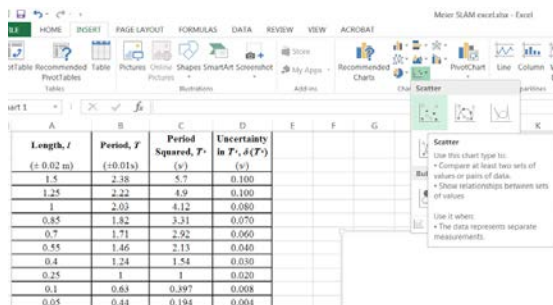 Meier SLAM excel.xlsx - Excel
HOME INSERT PAGE LAYOUT FORMULAS DATA REVIEW VIEW ACROBAT
PivotTable Recommended PivotTables Table Pictures Online Pictures Shapes SmartArt Screenshot Store My Apps Recommended Charts PivotChart Line Column
Tables Illustrations Add-ins
Scatter
A B C D E F G K
Length, l (± 0.02 m) Period, T (±0.01s) Period Squared, T² (s²) Uncertainty in T², δ(T²) (s²)
1.5 2.38 5.7 0.100
1.25 2.22 4.9 0.100
1 2.03 4.12 0.080
0.85 1.82 3.31 0.070
0.7 1.71 2.92 0.060
0.55 1.46 2.13 0.040
0.4 1.24 1.54 0.030
0.25 1 1 0.020
0.1 0.63 0.397 0.008
0.05 0.44 0.194 0.004
Scatter
Use this chart type to:
• Compare at least two sets of
values or pairs of data.
• Show relationships between sets
of values.
Use it when:
• The data represents separate
measurements.